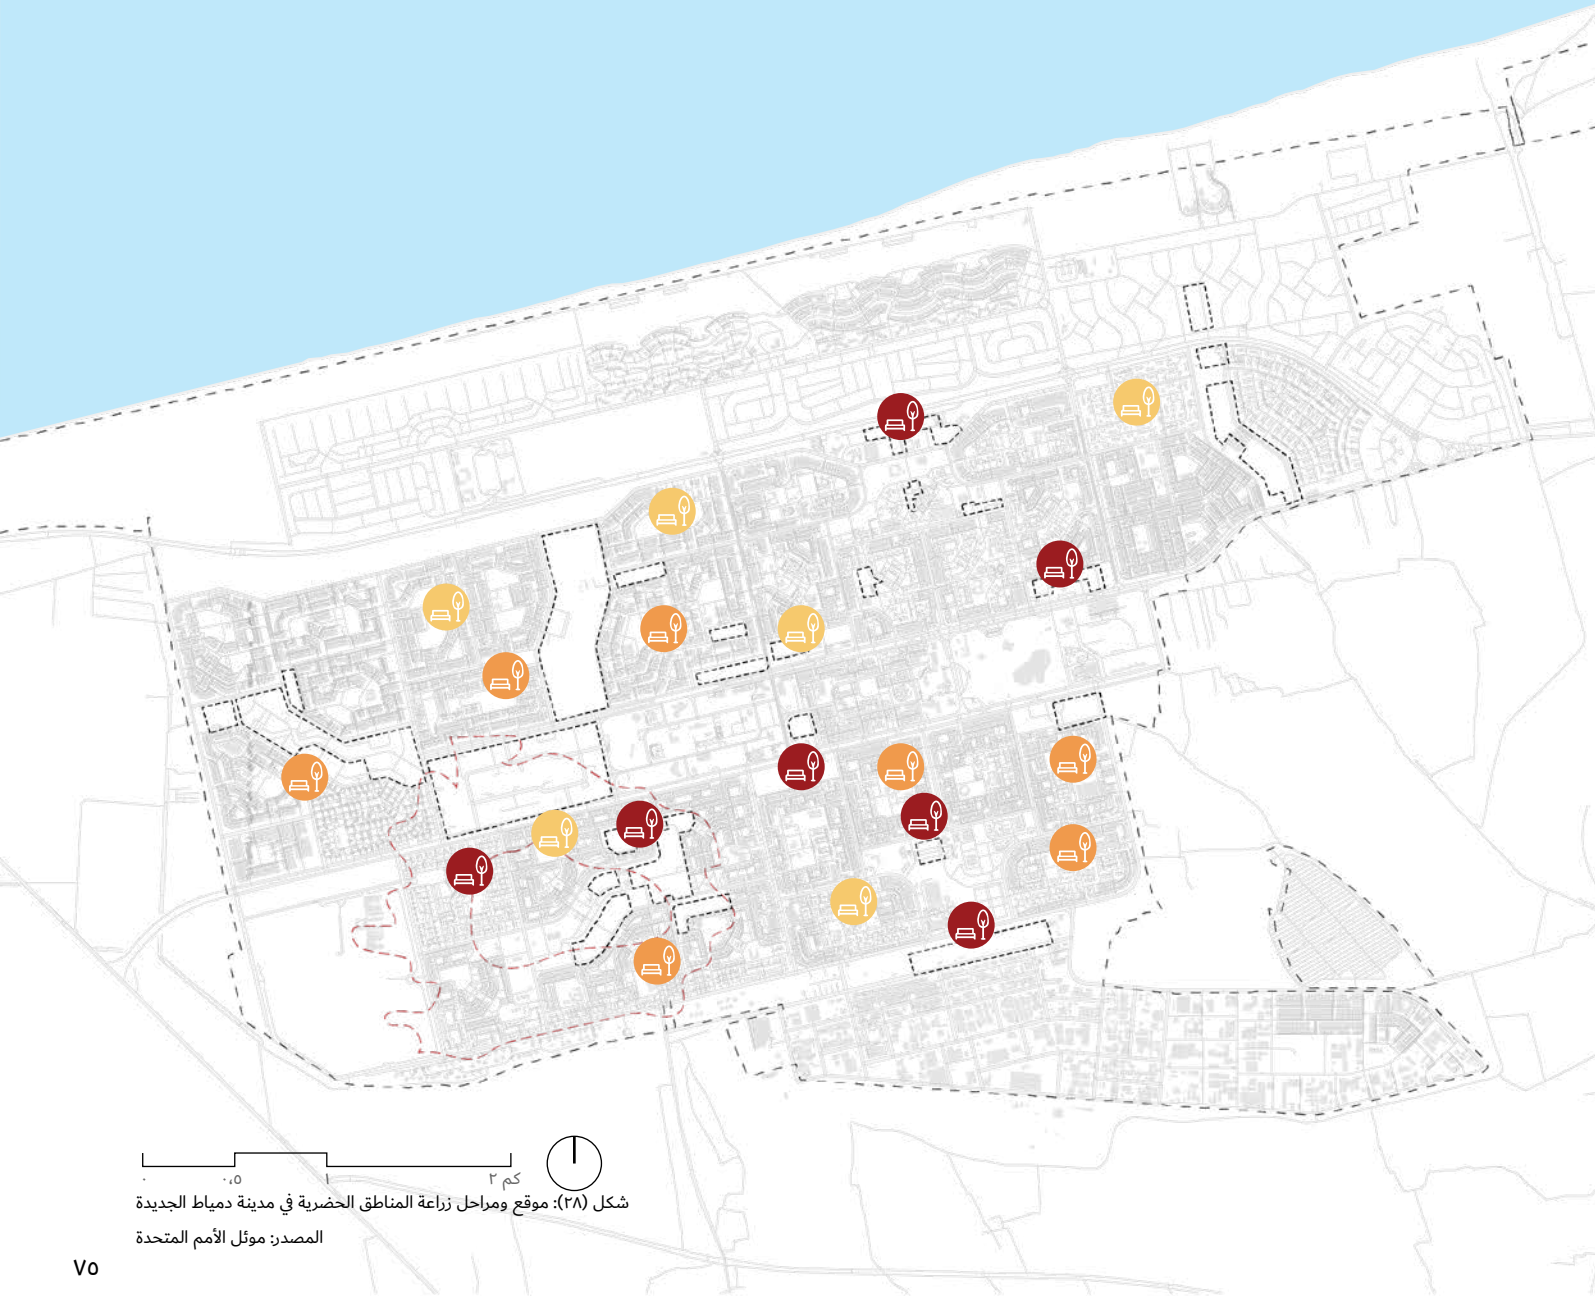 ٠ ٠،٥ ١ ٢ كم
شكل (٢٨): موقع ومراحل زراعة المناطق الحضرية في مدينة دمياط الجديدة
المصدر: موئل الأمم المتحدة
٧٥